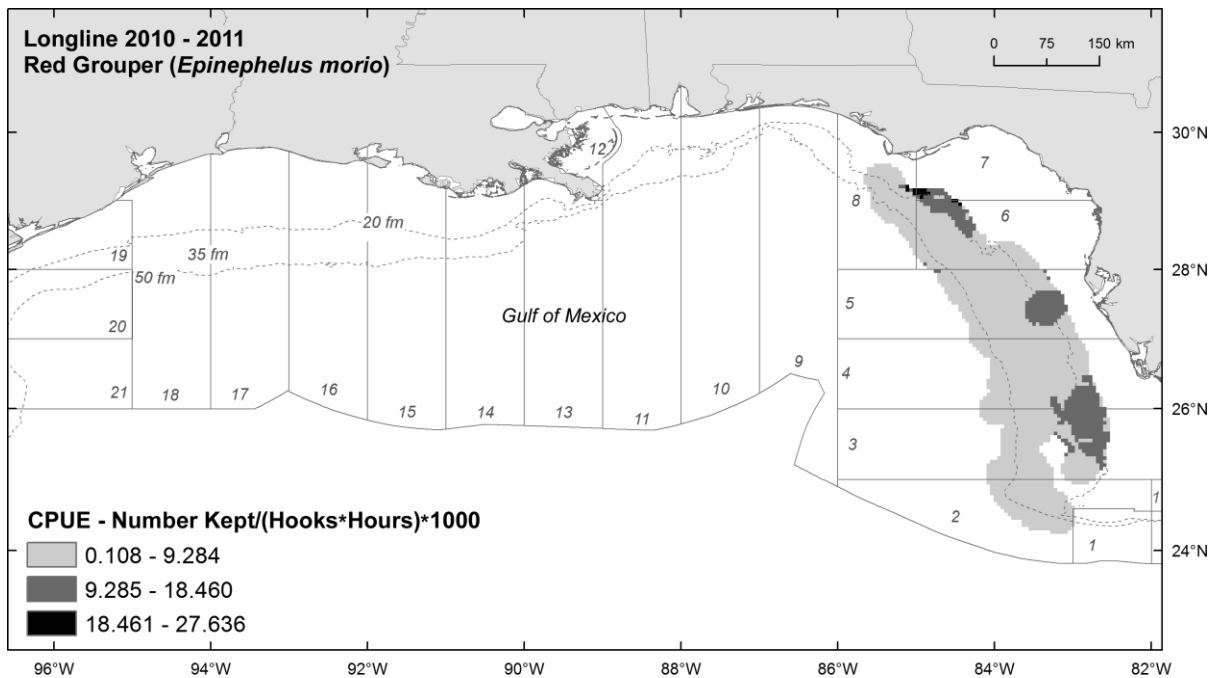 Longline 2010 - 2011
Red Grouper (Epinephelus morio)
0 75 150 km
30°N
28°N
26°N
24°N
12
7
8
6
20 fm
35 fm
50 fm
19
20
21
18
17
16
15
14
13
11
10
9
5
4
3
2
1
1
Gulf of Mexico
CPUE - Number Kept/(Hooks*Hours)*1000
0.108 - 9.284
9.285 - 18.460
18.461 - 27.636
96°W 94°W 92°W 90°W 88°W 86°W 84°W 82°W